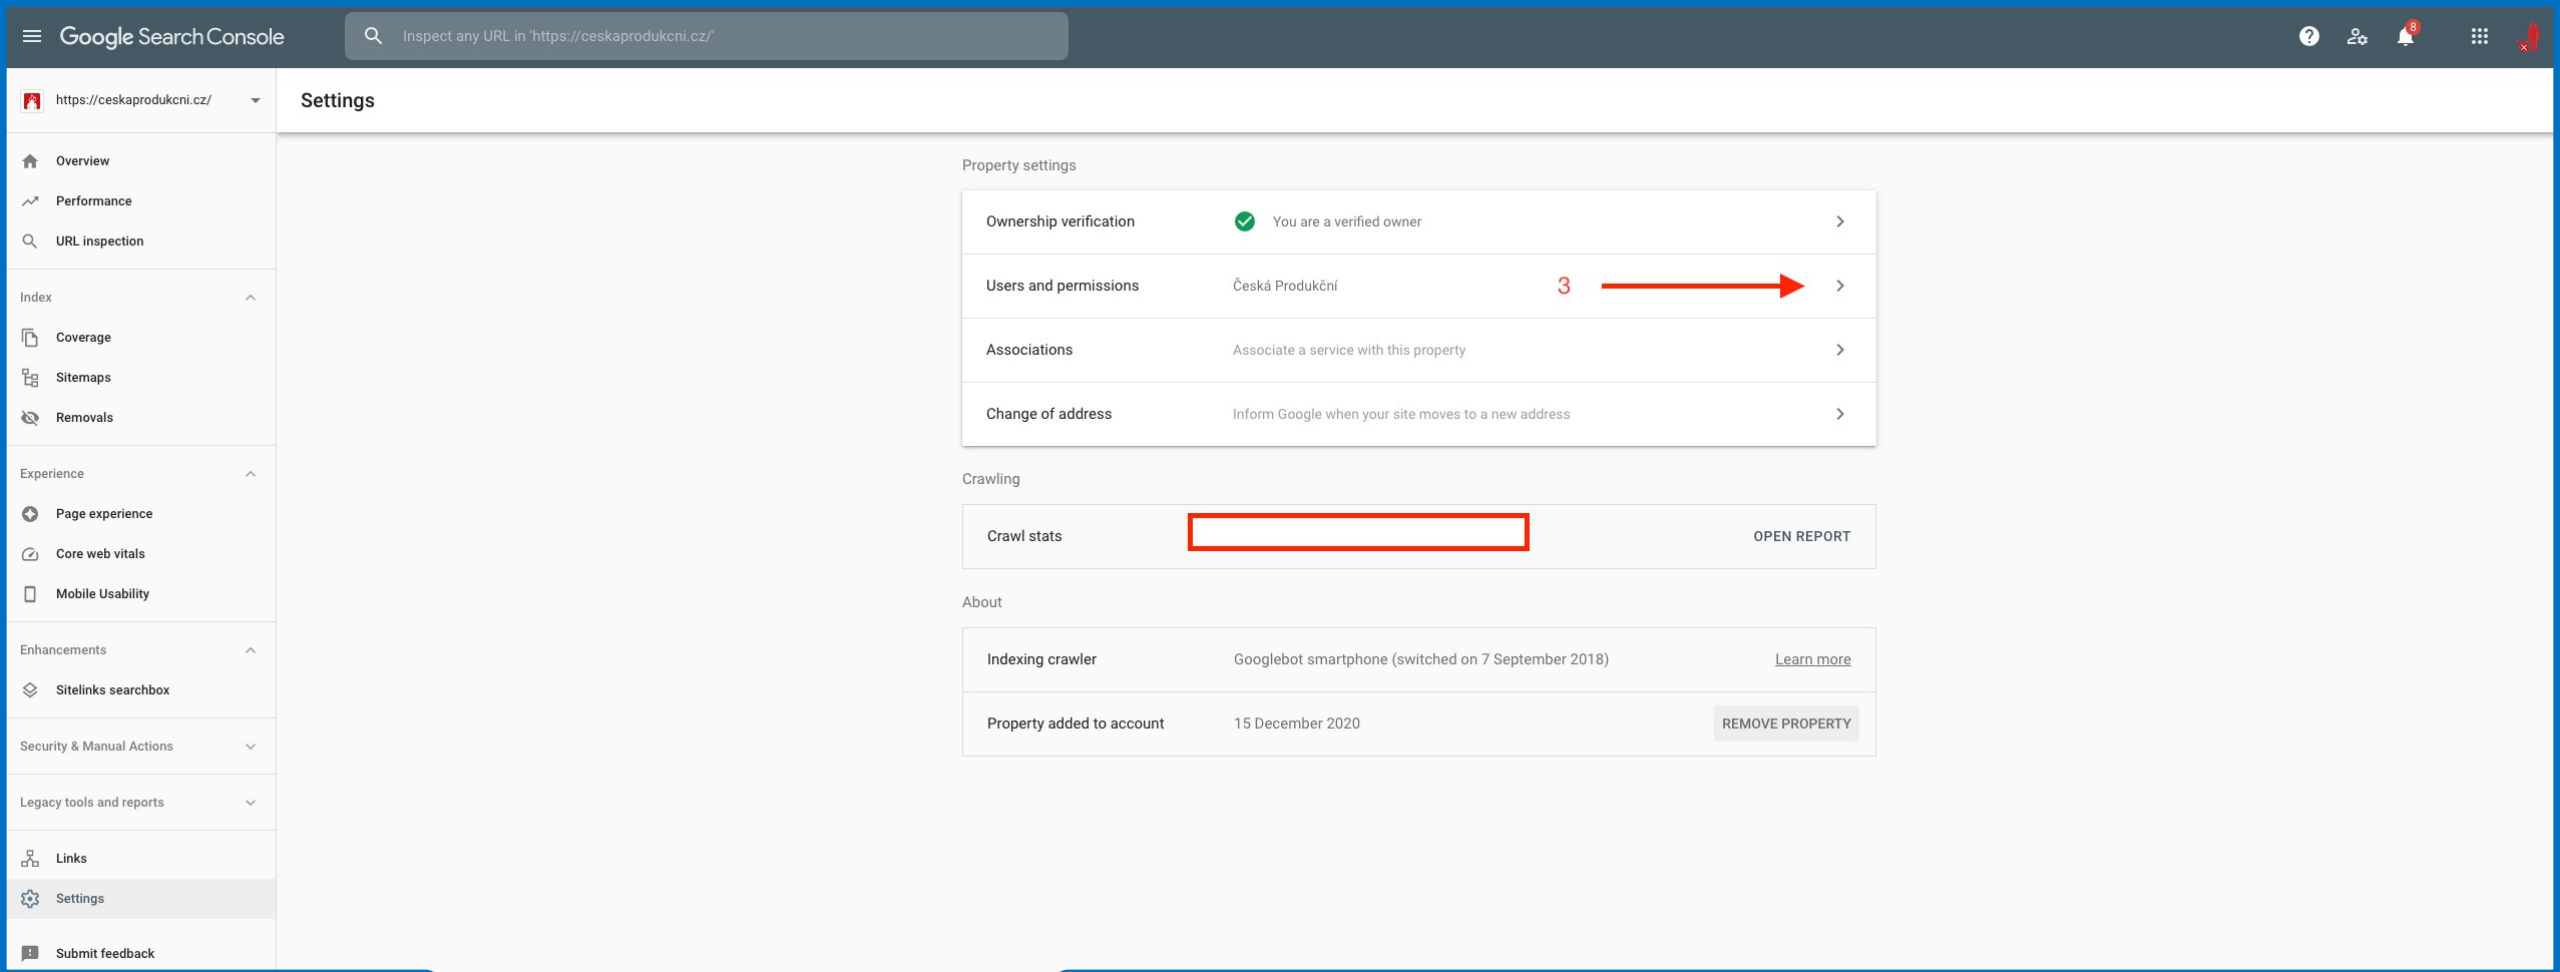 Google Search Console
Inspect any URL in 'https://ceskaprodukcni.cz/'
8
https://ceskaprodukcni.cz/
Settings
Overview
Performance
URL inspection
Index
Coverage
Sitemaps
Removals
Experience
Page experience
Core web vitals
Mobile Usability
Enhancements
Sitelinks searchbox
Security & Manual Actions
Legacy tools and reports
Links
Settings
Submit feedback
Property settings
Ownership verification You are a verified owner
Users and permissions Česká Produkční 3
Associations Associate a service with this property
Change of address Inform Google when your site moves to a new address
Crawling
Crawl stats OPEN REPORT
About
Indexing crawler Googlebot smartphone (switched on 7 September 2018) Learn more
Property added to account 15 December 2020 REMOVE PROPERTY